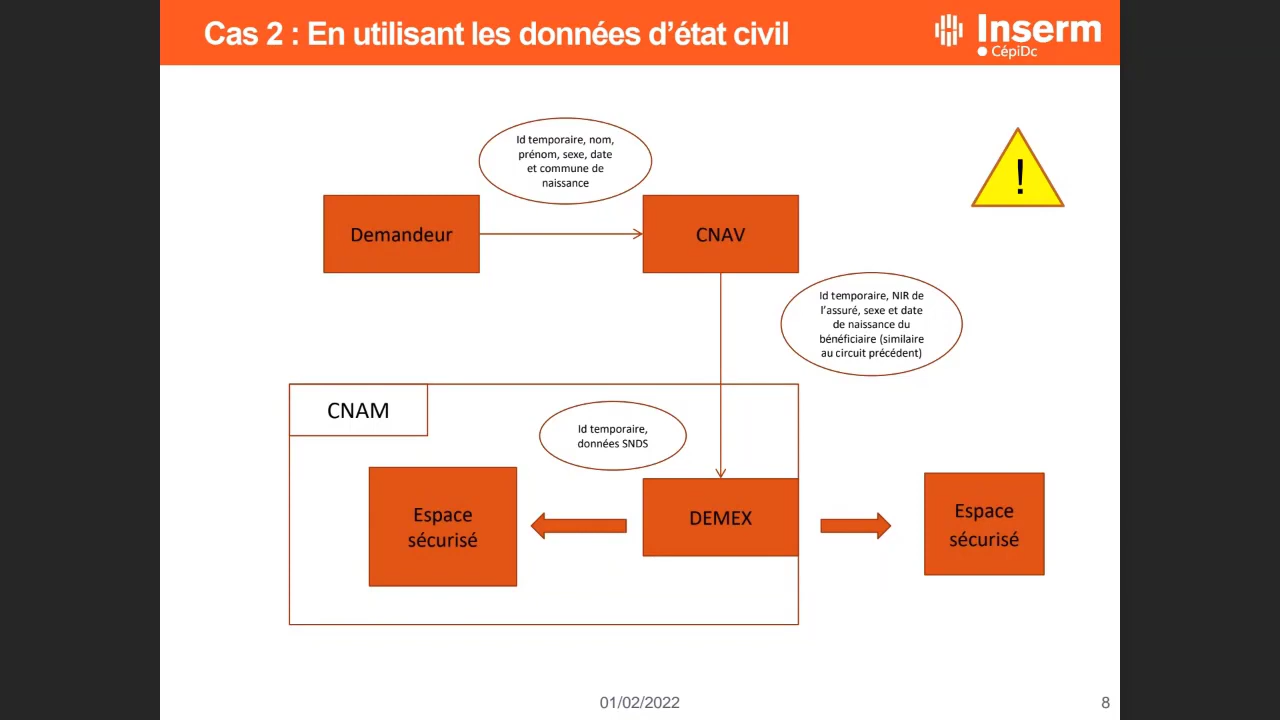 Cas 2 : En utilisant les données d’état civil
Inserm
CépiDc
Id temporaire, nom,
prénom, sexe, date
et commune de
naissance
!
Demandeur
CNAV
Id temporaire, NIR de
l’assuré, sexe et date
de naissance du
bénéficiaire (similaire
au circuit précédent)
CNAM
Id temporaire,
données SNDS
Espace
sécurisé
DEMEX
Espace
sécurisé
01/02/2022
8